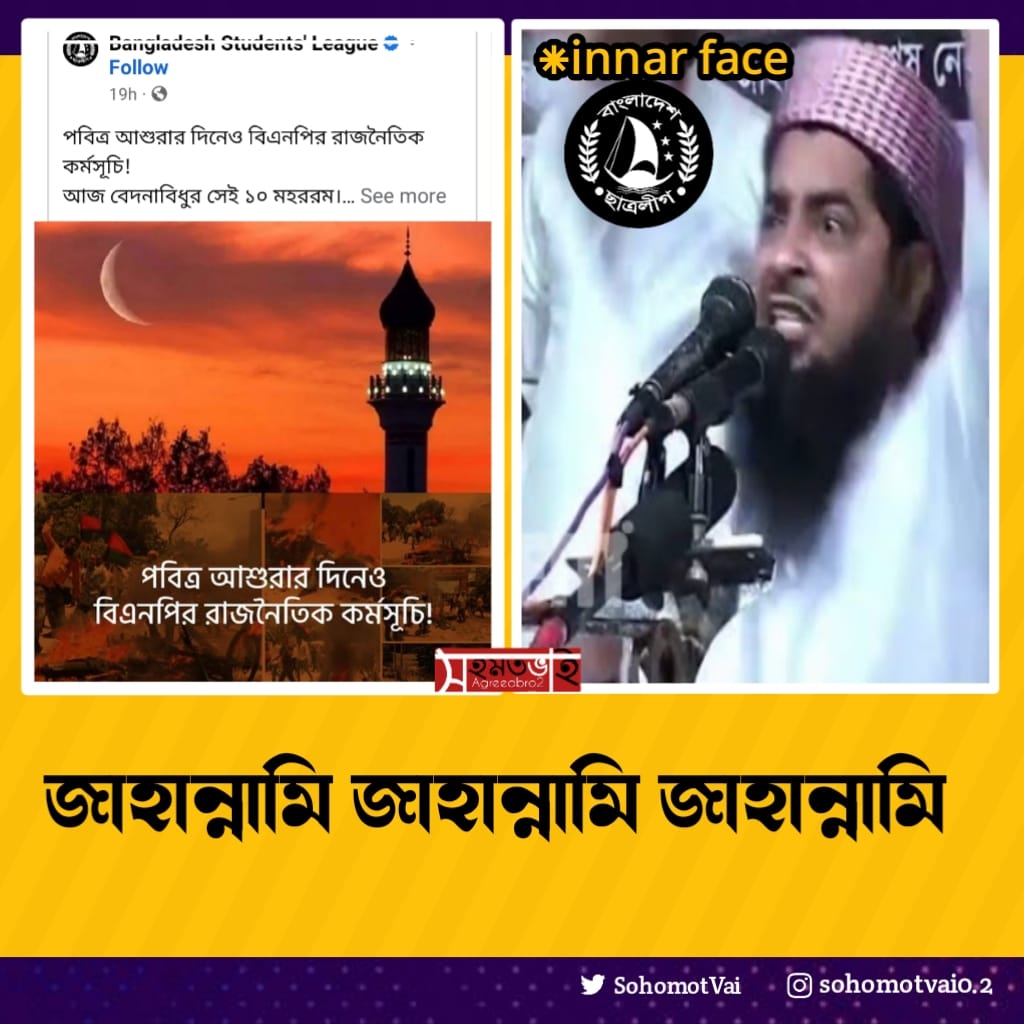 Bangladesh Students' League
Follow
19h
পবিত্র আশুরার দিনেও বিএনপির রাজনৈতিক
কর্মসূচি!
আজ বেদনাবিধুর সেই ১০ মহররম।... See more
পবিত্র আশুরার দিনেও
বিএনপির রাজনৈতিক কর্মসূচি!
*innar face
বাংলাদেশ
ছাত্রলীগ
সহমতভাই
Agreeabro2
জাহান্নামি জাহান্নামি জাহান্নামি
SohomotVai
sohomotvaio.2